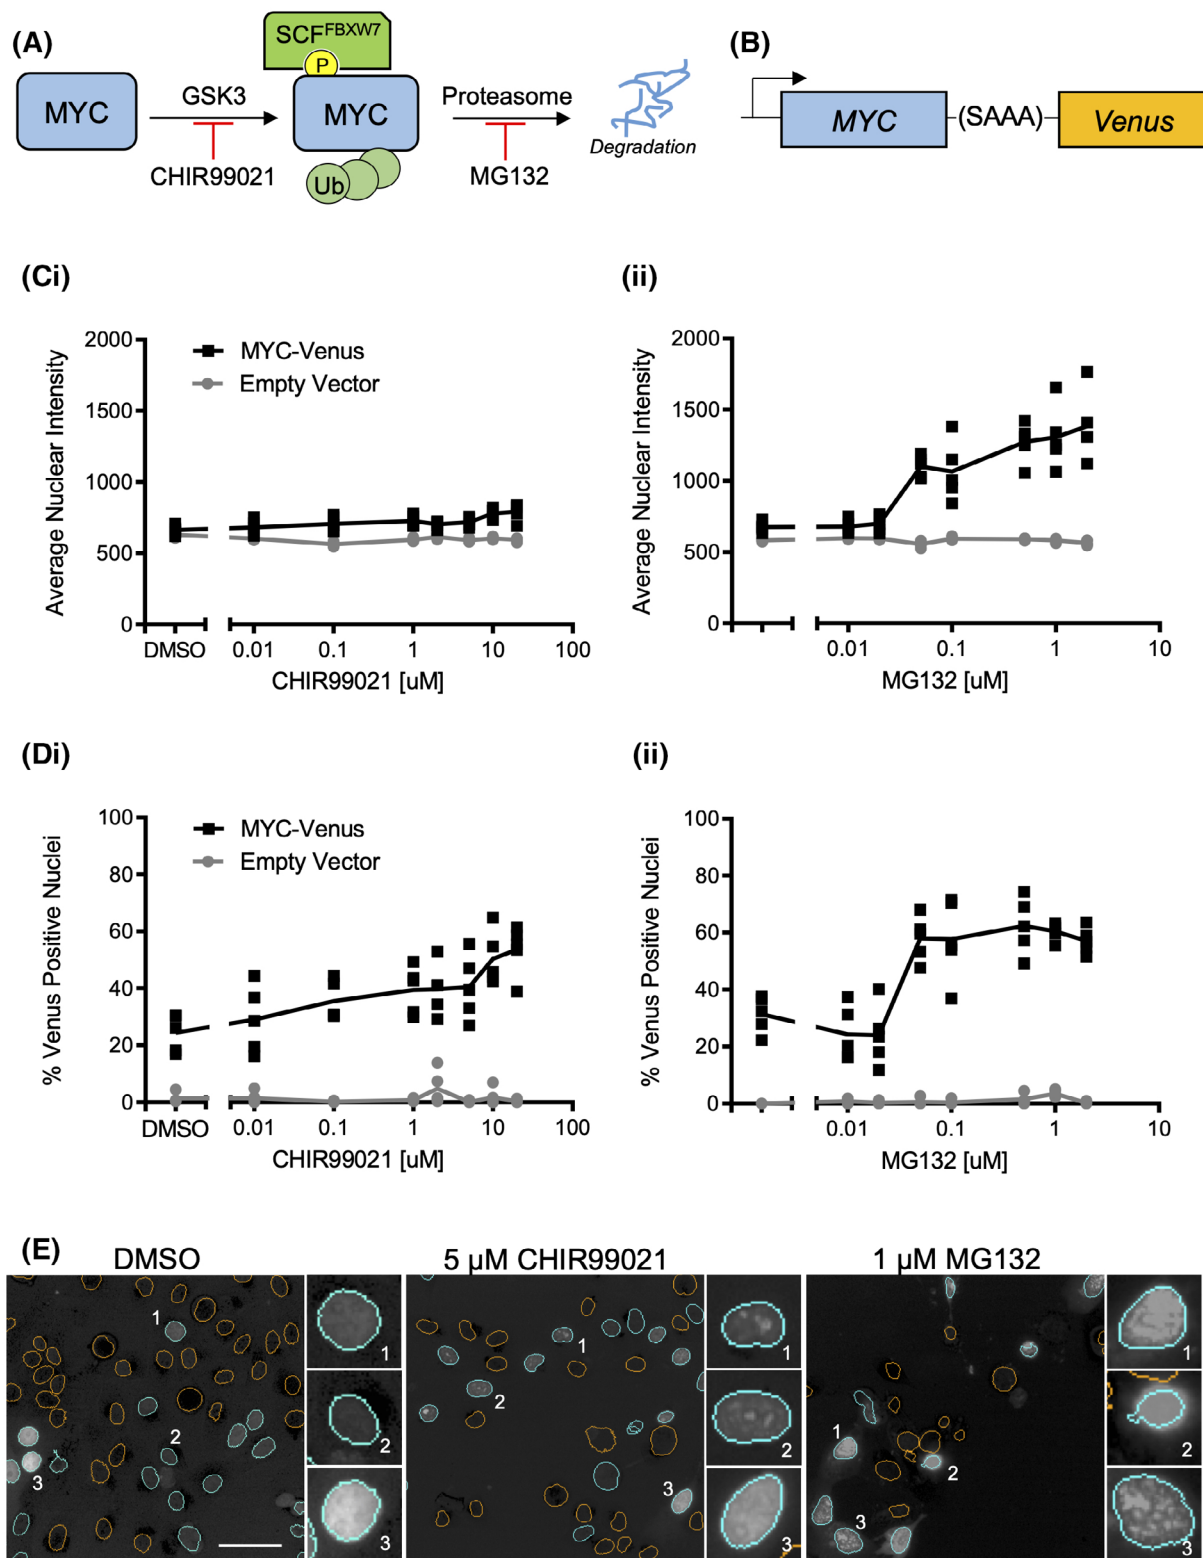 (A)
SCF^FBXW7
P
MYC
GSK3
CHIR99021
MYC
Ub
Proteasome
MG132
Degradation
(B)
MYC
(SAAA)
Venus
(Ci)
Average Nuclear Intensity
2000
1500
1000
500
0
MYC-Venus
Empty Vector
DMSO
0.01
0.1
1
10
100
CHIR99021 [uM]
(ii)
Average Nuclear Intensity
2000
1500
1000
500
0
0.01
0.1
1
10
MG132 [uM]
(Di)
% Venus Positive Nuclei
100
80
60
40
20
0
MYC-Venus
Empty Vector
DMSO
0.01
0.1
1
10
100
CHIR99021 [uM]
(ii)
% Venus Positive Nuclei
100
80
60
40
20
0
0.01
0.1
1
10
MG132 [uM]
(E)
DMSO
1
2
3
1
2
3
5 µM CHIR99021
1
2
3
1
2
3
1 µM MG132
1
2
3
1
2
3